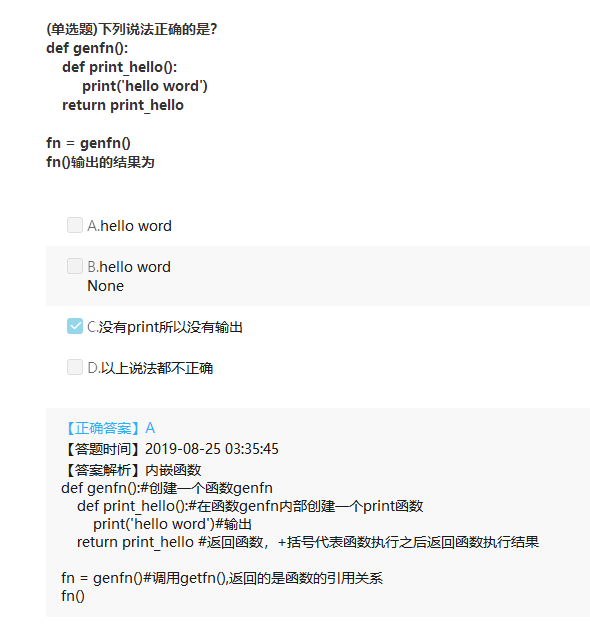 (单选题)下列说法正确的是?
def genfn():
    def print_hello():
        print('hello word')
    return print_hello
fn = genfn()
fn()输出的结果为
A.hello word
B.hello word
None
C.没有print所以没有输出
D.以上说法都不正确
【正确答案】A
【答题时间】2019-08-25 03:35:45
【答案解析】内嵌函数
def genfn():#创建一个函数genfn
    def print_hello():#在函数genfn内部创建一个print函数
        print('hello word')#输出
    return print_hello #返回函数，+括号代表函数执行之后返回函数执行结果
fn = genfn()#调用getfn(),返回的是函数的引用关系
fn()